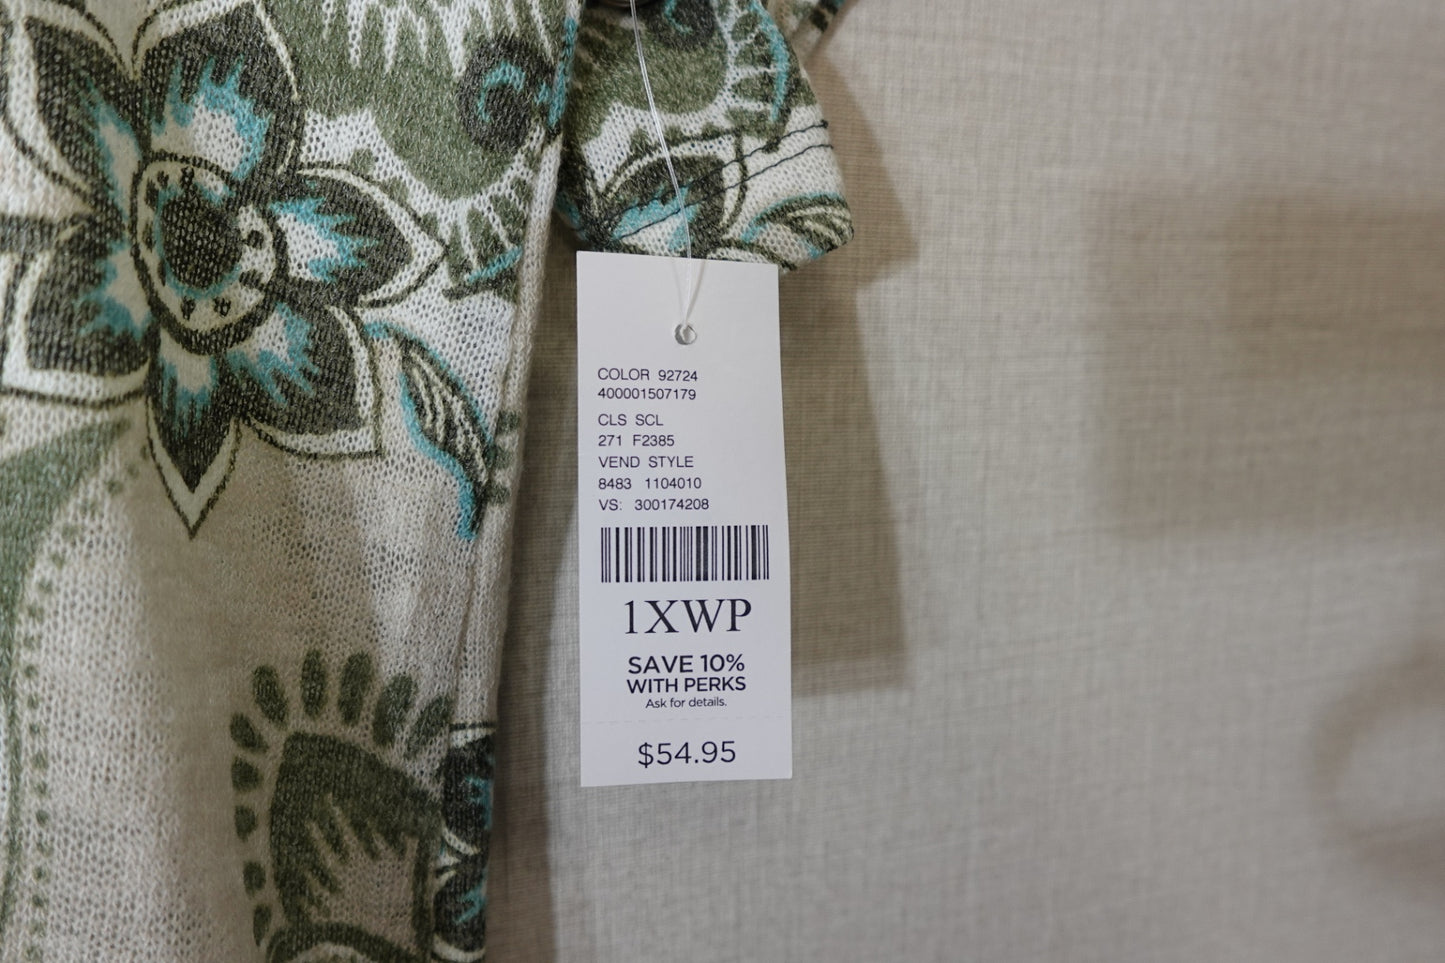 COLOR 92724
400001507179
CLS SCL
271 F2385
VEND STYLE
8483 1104010
VS: 300174208
1XWP
SAVE 10%
WITH PERKS
Ask for details.
$54.95